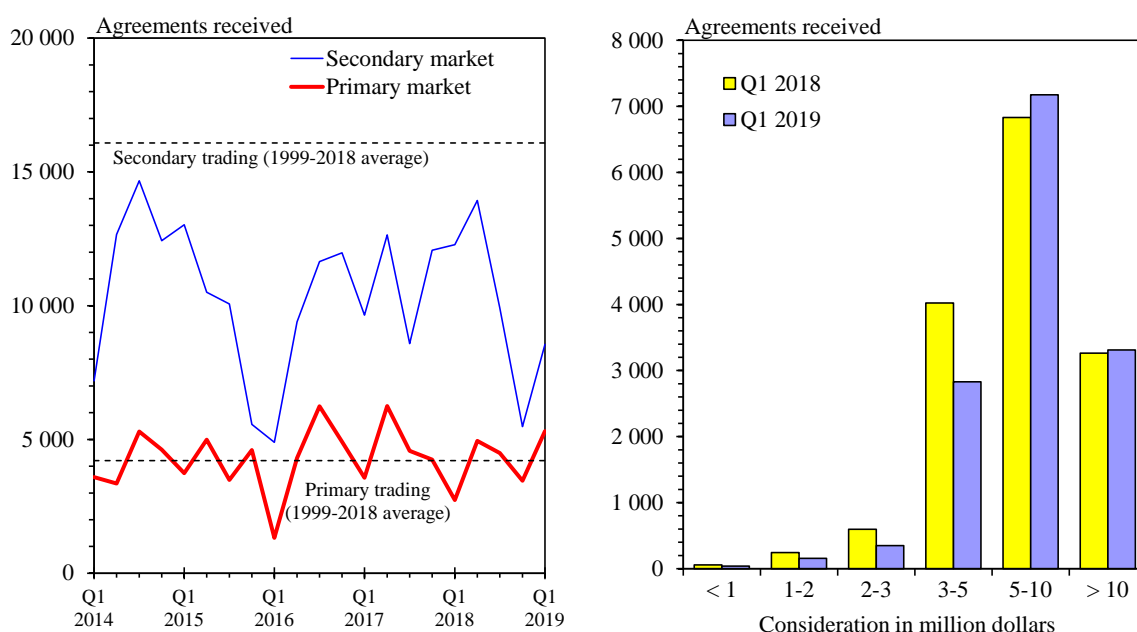 Agreements received
20 000
15 000
10 000
5 000
0
Secondary market
Primary market
Secondary trading (1999-2018 average)
Primary trading
(1999-2018 average)
Q1 Q1 Q1 Q1 Q1 Q1
2014 2015 2016 2017 2018 2019
Agreements received
8 000
7 000
6 000
5 000
4 000
3 000
2 000
1 000
0
Q1 2018
Q1 2019
< 1 1-2 2-3 3-5 5-10 > 10
Consideration in million dollars